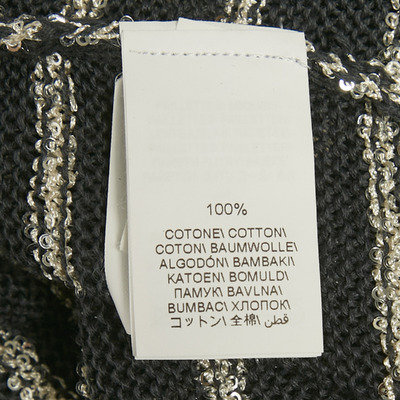 100%
COTONE\ COTTON\
COTON\ BAUMWOLLE\
ALGODÓN\ BAMBAKI\
KATOEN\ BOMULD\
ПАМУК\ BAVLNA\
BUMBAC\ ХЛОПОК\
コットン\ 全棉\ قطن\